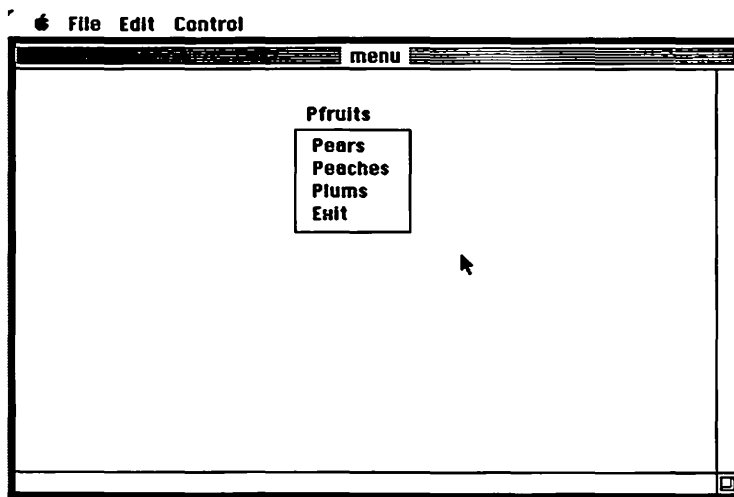 File Edit Control
menu
Pfruits
Pears
Peaches
Plums
Exit